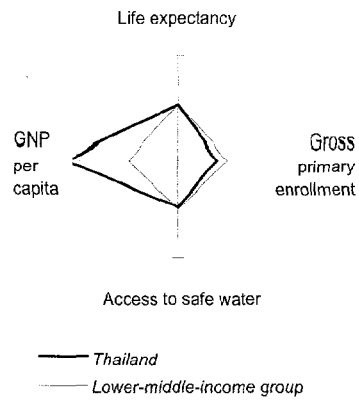 Life expectancy
GNP
per
capita
Gross
primary
enrollment
Access to safe water
Thailand
Lower-middle-income group